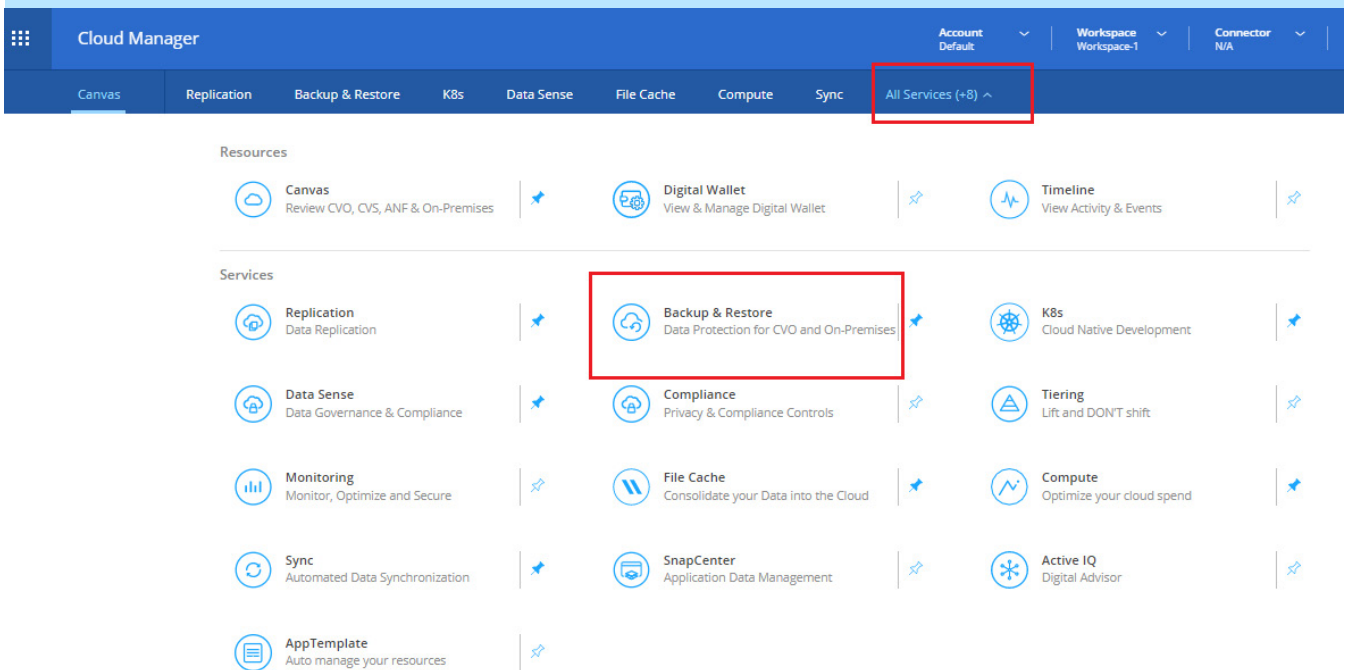 Cloud Manager
Account
Default
Workspace
Workspace-1
Connector
N/A
Canvas
Replication
Backup & Restore
K8s
Data Sense
File Cache
Compute
Sync
All Services (+8)
Resources
Canvas
Review CVO, CVS, ANF & On-Premises
Digital Wallet
View & Manage Digital Wallet
Timeline
View Activity & Events
Services
Replication
Data Replication
Backup & Restore
Data Protection for CVO and On-Premises
K8s
Cloud Native Development
Data Sense
Data Governance & Compliance
Compliance
Privacy & Compliance Controls
Tiering
Lift and DON'T shift
Monitoring
Monitor, Optimize and Secure
File Cache
Consolidate your Data into the Cloud
Compute
Optimize your cloud spend
Sync
Automated Data Synchronization
SnapCenter
Application Data Management
Active IQ
Digital Advisor
AppTemplate
Auto manage your resources